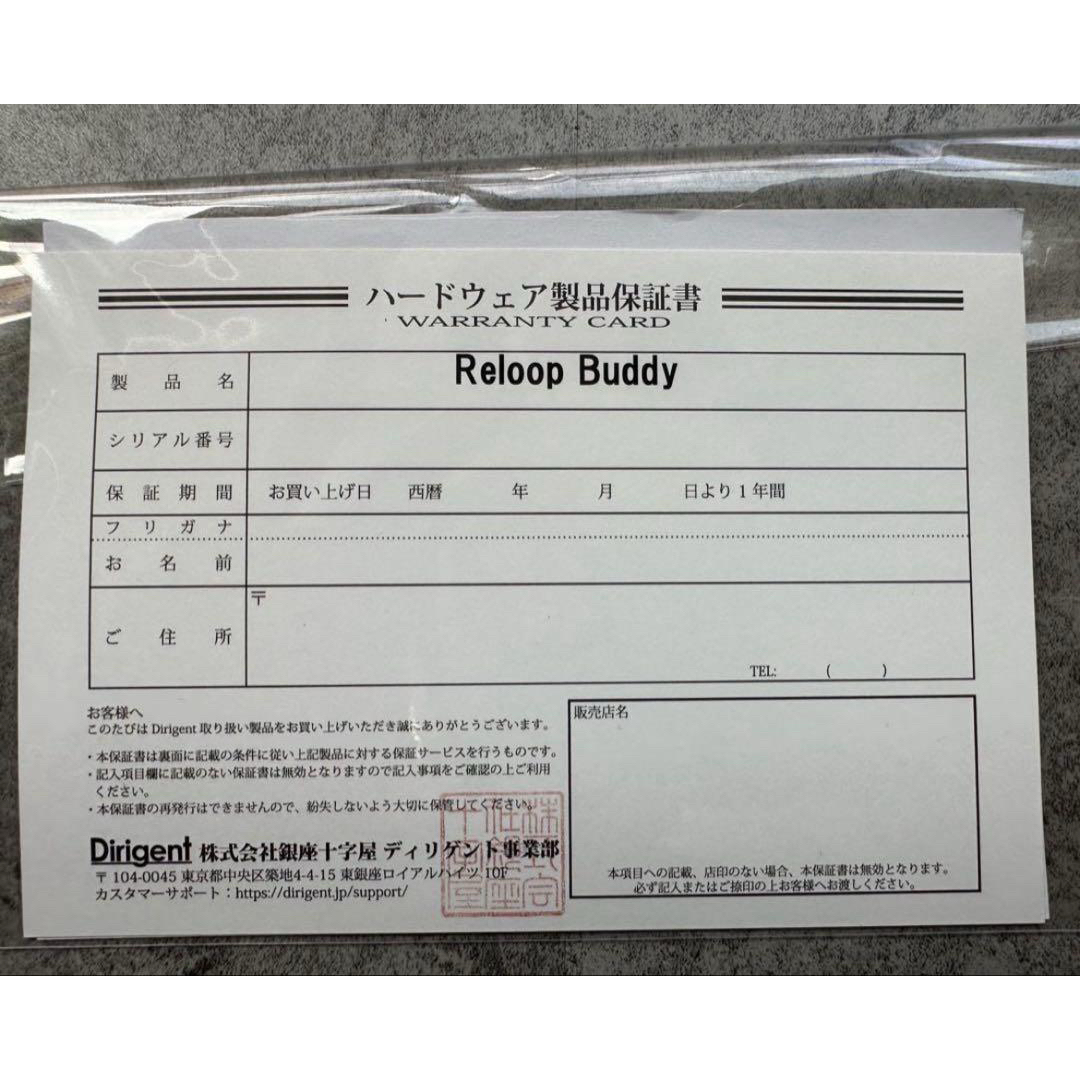 ハードウェア製品保証書
WARRANTY CARD
製品名 Reloop Buddy
シリアル番号
保証期間 お買い上げ日 西暦 年 月 日より1年間
フリガナ
お名前
ご住所 〒
TEL: ( )
お客様へ
このたびは Dirigent 取り扱い製品をお買い上げいただき誠にありがとうございます。
・本保証書は裏面に記載の条件に従い上記製品に対する保証サービスを行うものです。
・記入項目欄に記載のない保証書は無効となりますので記入事項をご確認の上ご利用
ください。
・本保証書の再発行はできませんので、紛失しないよう大切に保管してください。
Dirigent 株式会社銀座十字屋 ディリゲント事業部
〒104-0045 東京都中央区築地4-4-15 東銀座ロイアルハイツ 10F
カスタマーサポート：https://dirigent.jp/support/
株式会社銀座十字屋
販売店名
本項目への記載、店印のない場合、本保証書は無効となります。
必ず記入またはご捺印の上お客様へお渡しください。